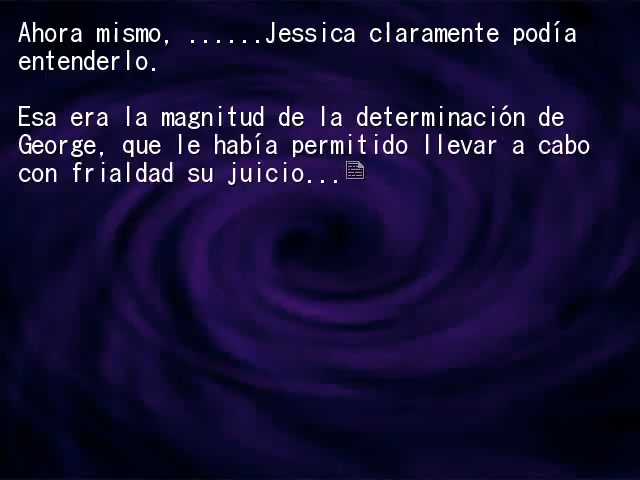 Ahora mismo, ......Jessica claramente podía
entenderlo.
Esa era la magnitud de la determinación de
George, que le había permitido llevar a cabo
con frialdad su juicio...